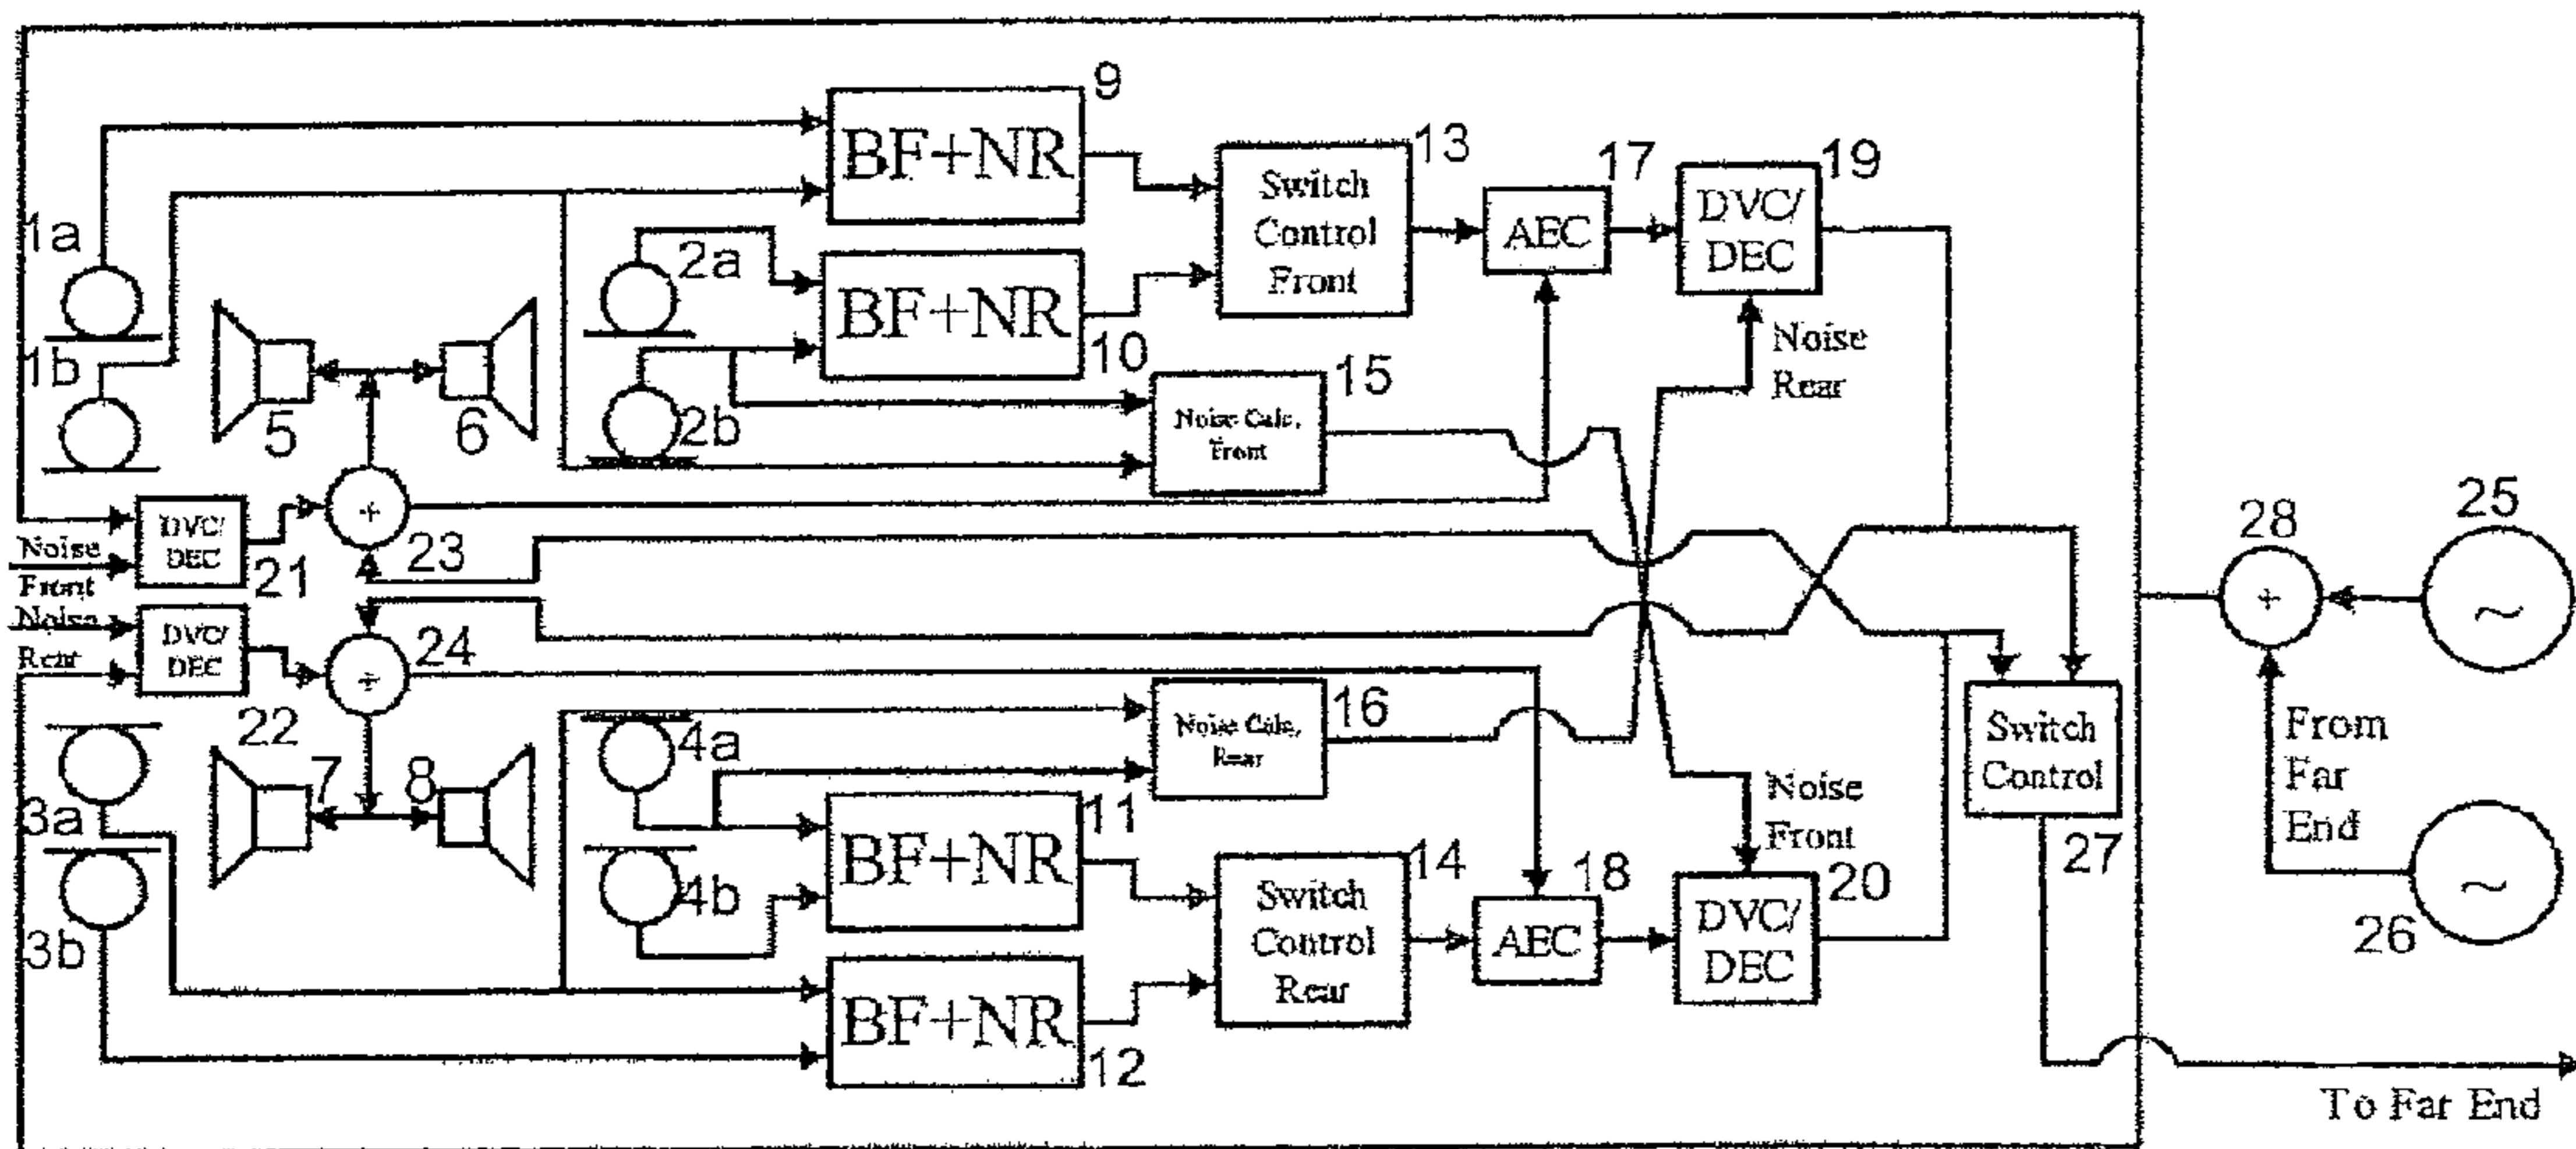 9
BF+NR
13
17
19
Switch
Control
Front
AEC
DVC/
DEC
1a
2a
BF+NR
10
1b
5
6
2b
15
Noise Calc.
Front
Noise
Rear
25
~
28
+
DVC/
DEC
21
+
23
Noise
Front
Noise
Rear
DVC/
DEC
22
+
24
16
Noise Calc.
Rear
Switch
Control
27
From
Far
End
26
~
3a
7
8
4a
11
BF+NR
4b
3b
Switch
Control
Rear
14
18
AEC
Noise
Front
20
DVC/
DEC
BF+NR
12
To Far End